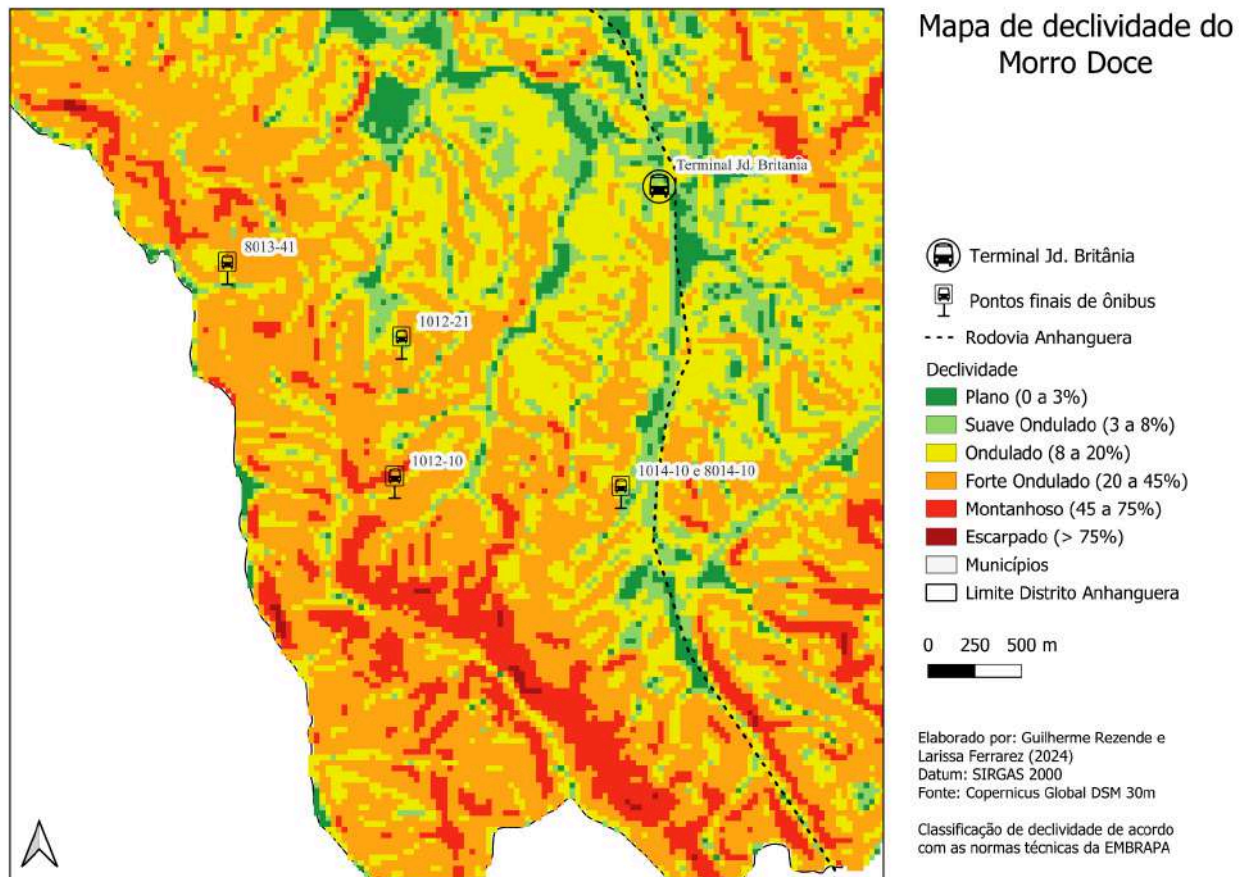 Mapa de declividade do
Morro Doce
Terminal Jd. Britania
8013-41
1012-21
1012-10
1014-10 e 8014-10
Terminal Jd. Britânia
Pontos finais de ônibus
Rodovia Anhanguera
Declividade
Plano (0 a 3%)
Suave Ondulado (3 a 8%)
Ondulado (8 a 20%)
Forte Ondulado (20 a 45%)
Montanhoso (45 a 75%)
Escarpado (> 75%)
Municípios
Limite Distrito Anhanguera
0 250 500 m
Elaborado por: Guilherme Rezende e
Larissa Ferrarez (2024)
Datum: SIRGAS 2000
Fonte: Copernicus Global DSM 30m
Classificação de declividade de acordo
com as normas técnicas da EMBRAPA